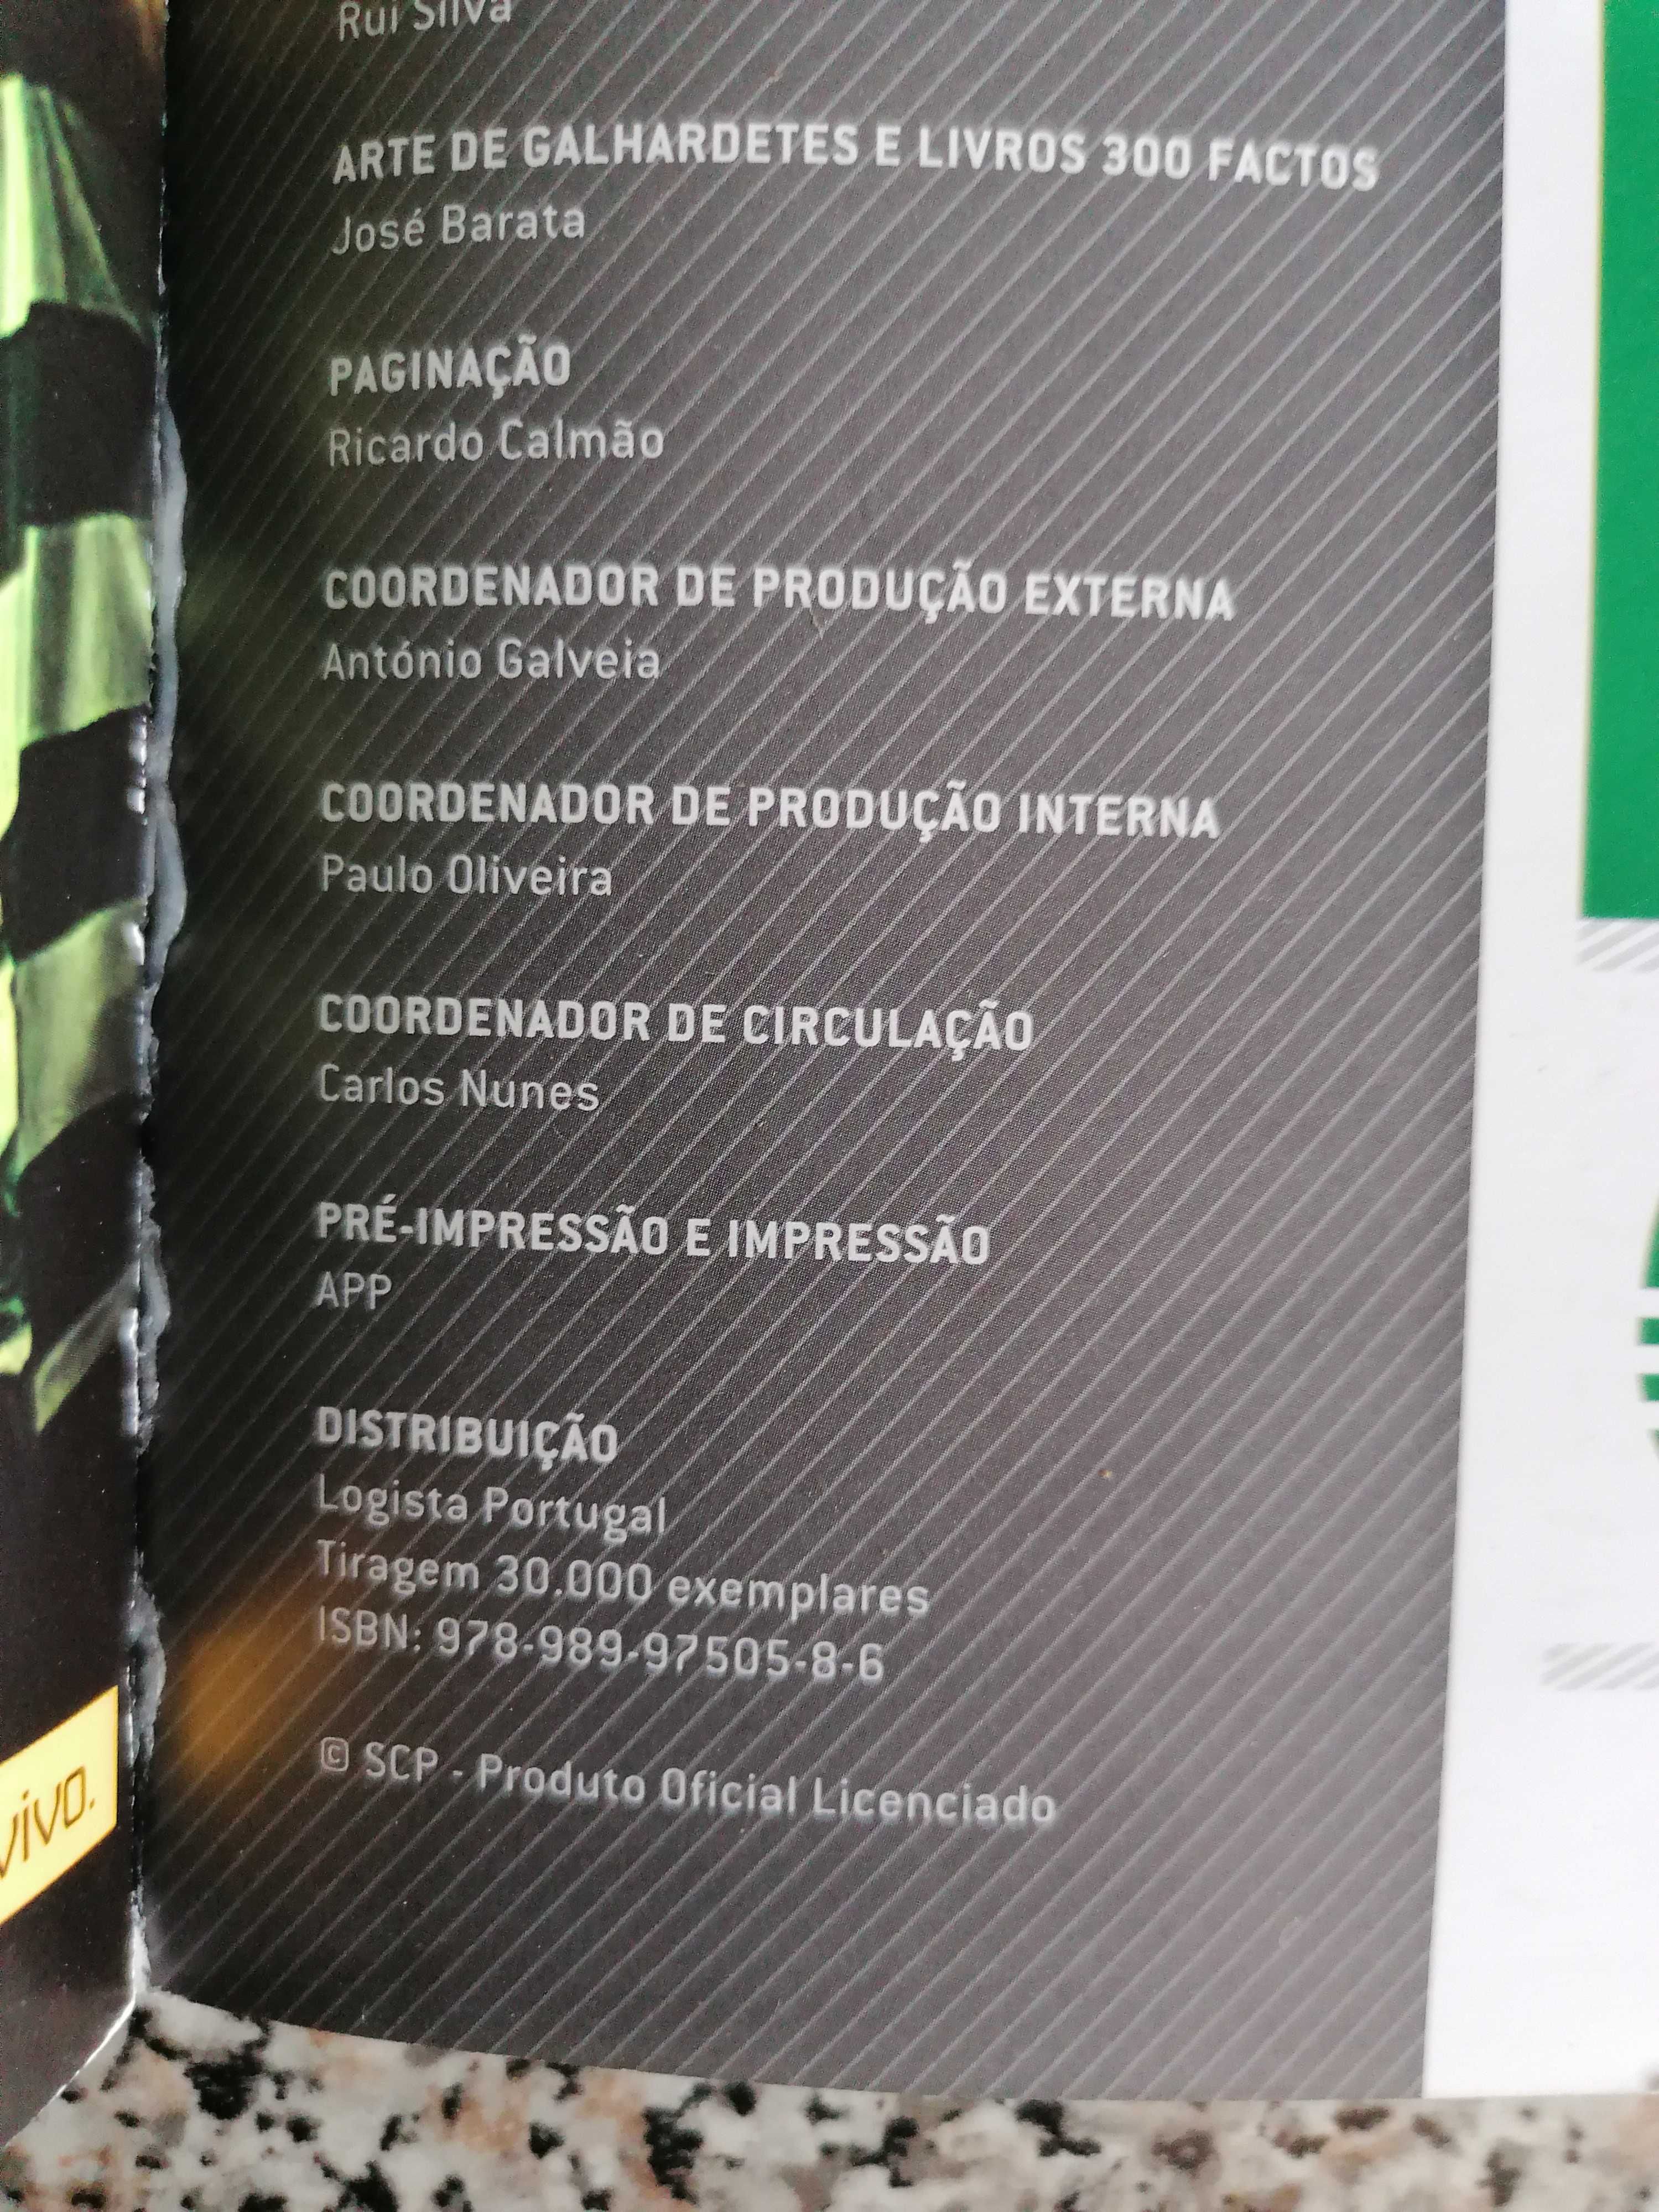 Rui Silva
ARTE DE GALHARDETES E LIVROS 300 FACTOS
José Barata
PAGINAÇÃO
Ricardo Calmão
COORDENADOR DE PRODUÇÃO EXTERNA
António Galveia
COORDENADOR DE PRODUÇÃO INTERNA
Paulo Oliveira
COORDENADOR DE CIRCULAÇÃO
Carlos Nunes
PRÉ-IMPRESSÃO E IMPRESSÃO
APP
DISTRIBUIÇÃO
Logista Portugal
Tiragem 30.000 exemplares
ISBN: 978-989-97505-8-6
© SCP - Produto Oficial Licenciado
vivo.